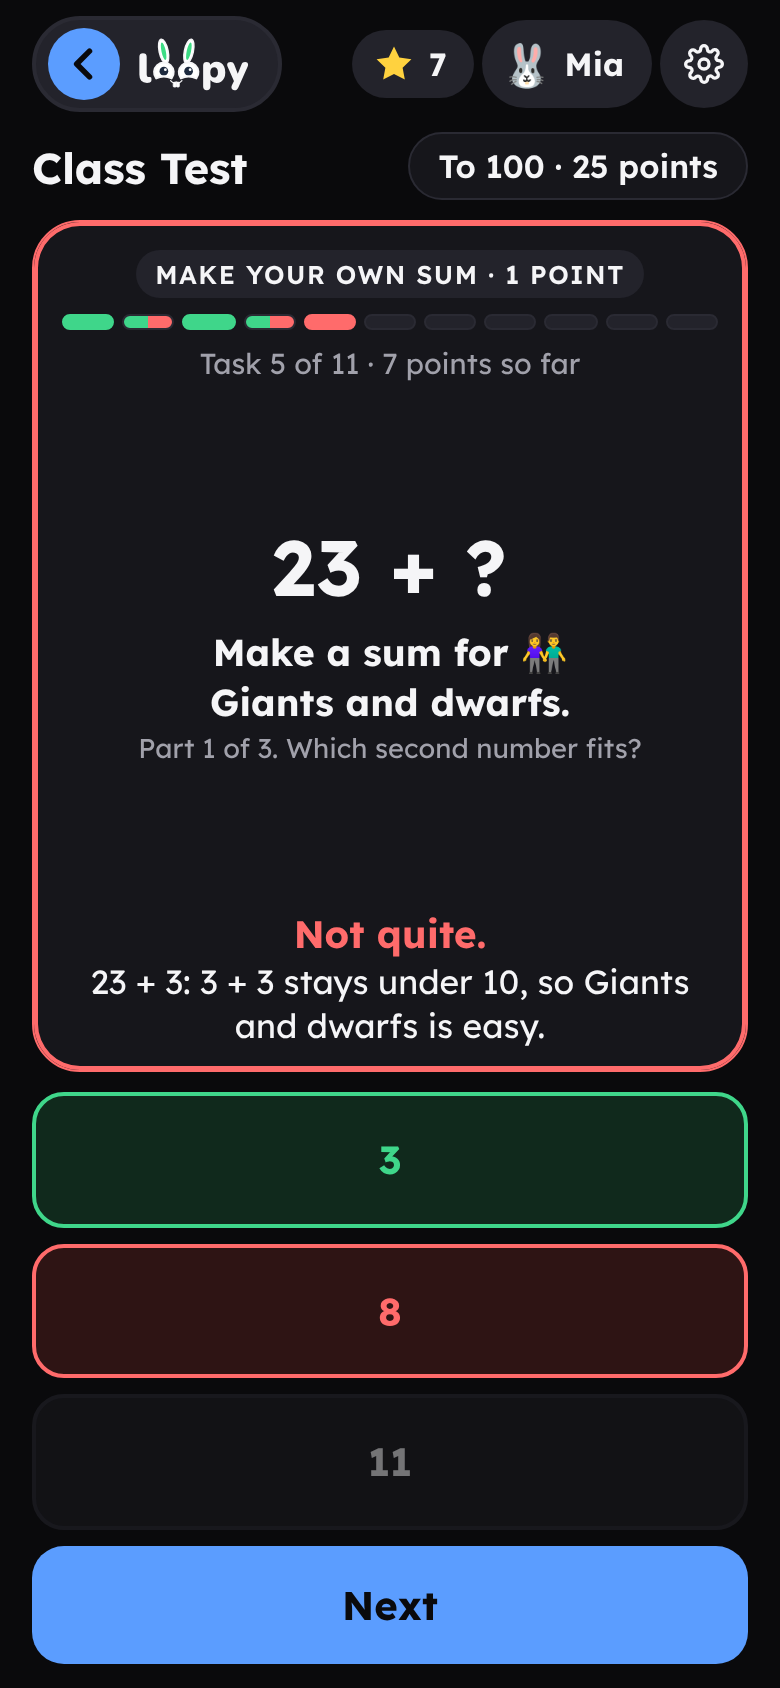 loopy
7
Mia
Class Test
To 100 · 25 points
MAKE YOUR OWN SUM · 1 POINT
Task 5 of 11 · 7 points so far
23 + ?
Make a sum for
Giants and dwarfs.
Part 1 of 3. Which second number fits?
Not quite.
23 + 3: 3 + 3 stays under 10, so Giants
and dwarfs is easy.
3
8
11
Next